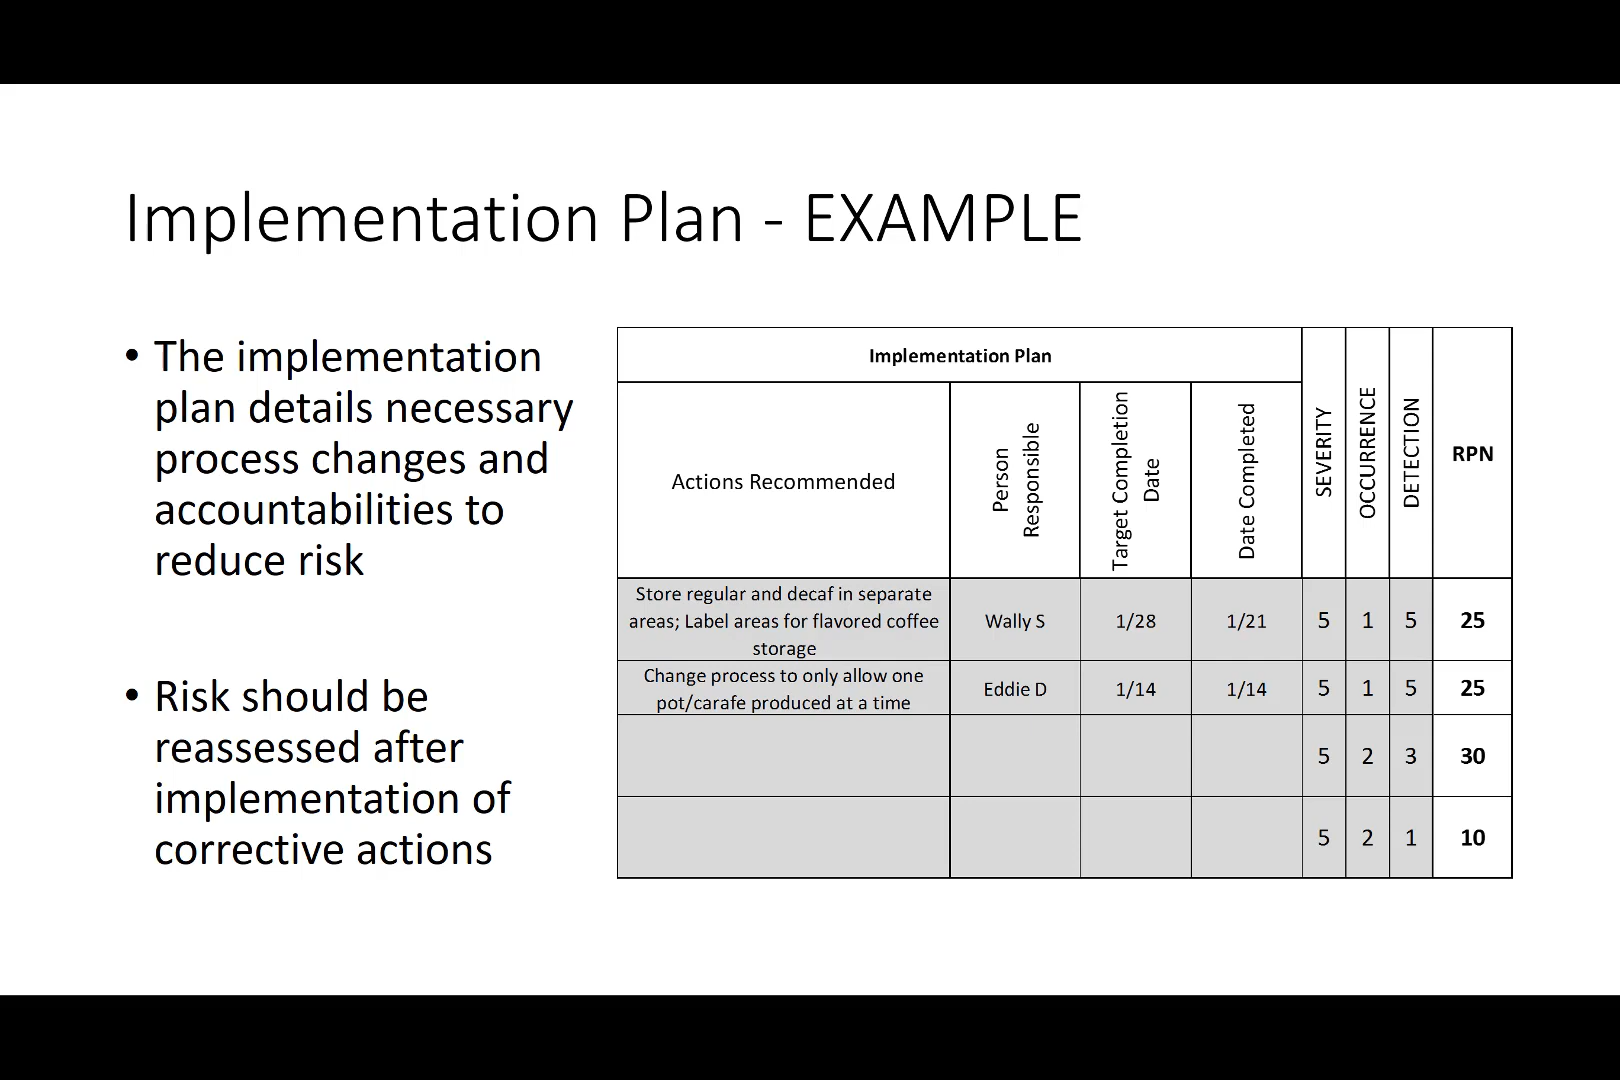 Implementation Plan - EXAMPLE
• The implementation
plan details necessary
process changes and
accountabilities to
reduce risk
• Risk should be
reassessed after
implementation of
corrective actions
Implementation Plan
Actions Recommended
Person
Responsible
Target Completion
Date
Date Completed
SEVERITY
OCCURRENCE
DETECTION
RPN
Store regular and decaf in separate
areas; Label areas for flavored coffee
storage
Wally S 1/28 1/21 5 1 5 25
Change process to only allow one
pot/carafe produced at a time
Eddie D 1/14 1/14 5 1 5 25
5 2 3 30
5 2 1 10